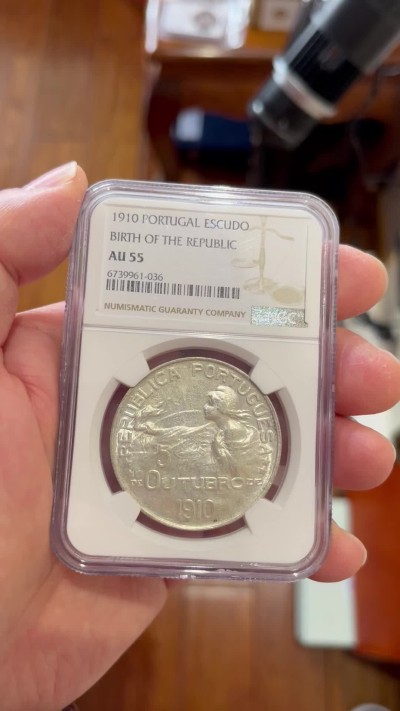 1910 PORTUGAL ESCUDO
BIRTH OF THE REPUBLIC
AU 55
6739961-036
NUMISMATIC GUARANTY COMPANY
NGC
REPUBLICA PORTUGUESA
5 OUTUBRO
1910